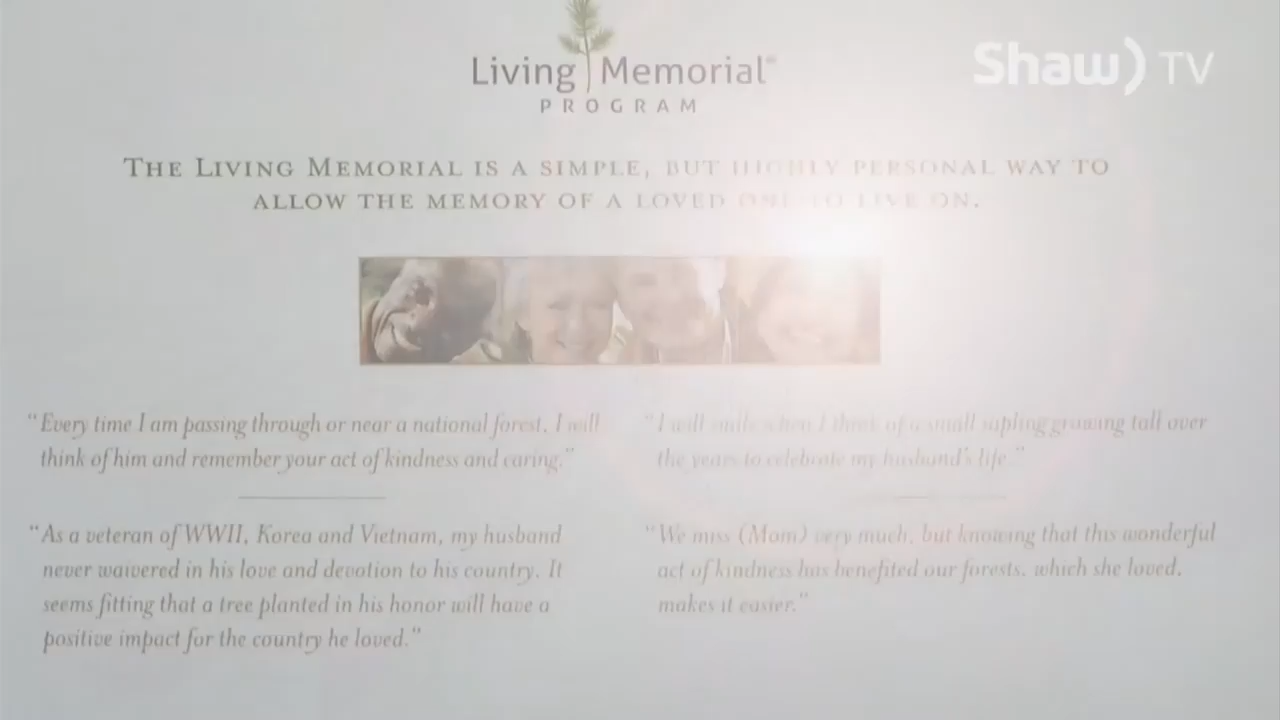 Shaw) TV
Living Memorial®
PROGRAM
THE LIVING MEMORIAL IS A SIMPLE, BUT HIGHLY PERSONAL WAY TO
ALLOW THE MEMORY OF A LOVED ONE TO LIVE ON.
“Every time I am passing through or near a national forest, I will
think of him and remember your act of kindness and caring.”
“As a veteran of WWII, Korea and Vietnam, my husband
never waivered in his love and devotion to his country. It
seems fitting that a tree planted in his honor will have a
positive impact for the country he loved.”
“I will smile when I think of a small sapling growing tall over
the years to celebrate my husband's life.”
“We miss (Mom) very much, but knowing that this wonderful
act of kindness has benefited our forests, which she loved,
makes it easier.”